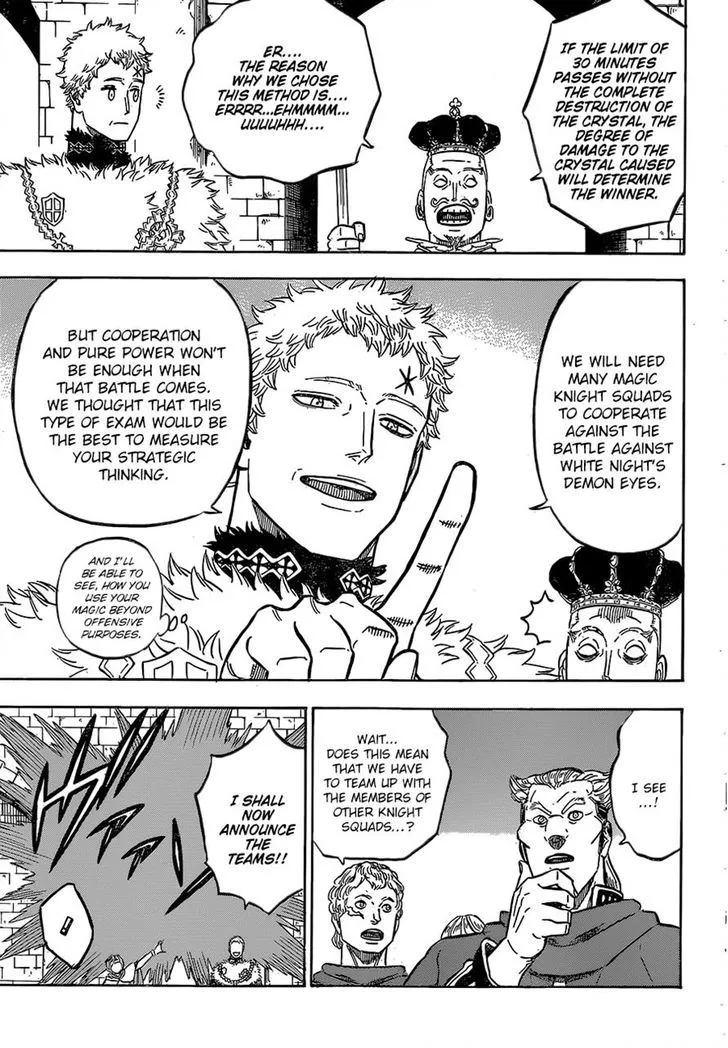 IF THE LIMIT OF
30 MINUTES
PASSES WITHOUT
THE COMPLETE
DESTRUCTION OF
THE CRYSTAL, THE
DEGREE OF
DAMAGE TO THE
CRYSTAL CAUSED
WILL DETERMINE
THE WINNER.
ER....
THE REASON
WHY WE CHOSE
THIS METHOD IS....
ERRRR...EHMMMM...
UUUUHHH....
WE WILL NEED
MANY MAGIC
KNIGHT SQUADS
TO COOPERATE
AGAINST THE
BATTLE AGAINST
WHITE NIGHT'S
DEMON EYES.
BUT COOPERATION
AND PURE POWER WON'T
BE ENOUGH WHEN
THAT BATTLE COMES.
WE THOUGHT THAT THIS
TYPE OF EXAM WOULD BE
THE BEST TO MEASURE
YOUR STRATEGIC
THINKING.
AND I'LL
BE ABLE TO
SEE, HOW YOU
USE YOUR
MAGIC BEYOND
OFFENSIVE
PURPOSES.
I SEE
...!
WAIT...
DOES THIS MEAN
THAT WE HAVE
TO TEAM UP WITH
THE MEMBERS OF
OTHER KNIGHT
SQUADS...?
I SHALL
NOW
ANNOUNCE
THE
TEAMS!!